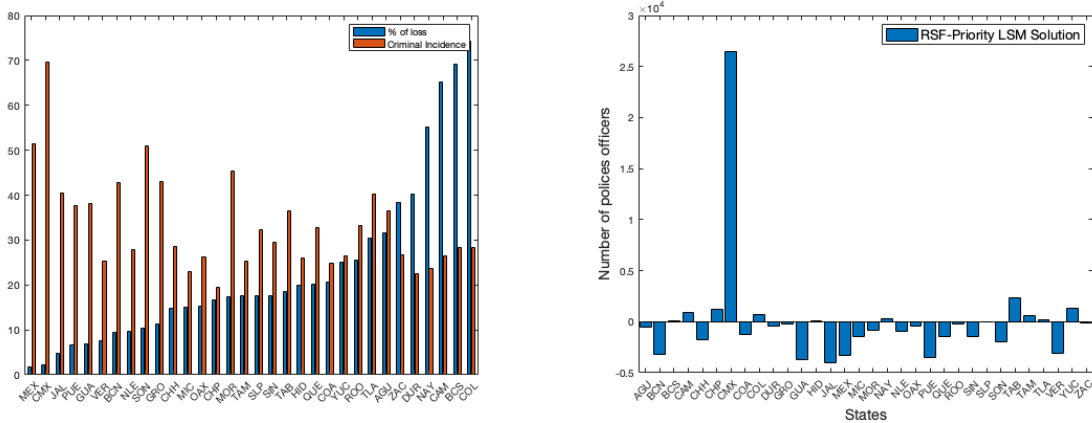 80
70
60
50
40
30
20
10
0
% of loss
Criminal Incidence
MEX CMX JAL PUE GUA VER BCN NLE SON GRO CHH MIC OAX CHP MOR TAM SLP SIN TAB HID QUE COA YUC ROO TLA AGU ZAC DUR NAY CAM BCS COL
×10⁴
3
2.5
2
1.5
1
0.5
0
-0.5
Number of polices officers
RSF-Priority LSM Solution
AGU BCN BCS CAM CHH CHP CMX COA COL DUR GRO GUA HID JAL MEX MIC MOR NAY NLE OAX PUE QUE ROO SIN SLP SON TAB TAM TLA VER YUC ZAC
States